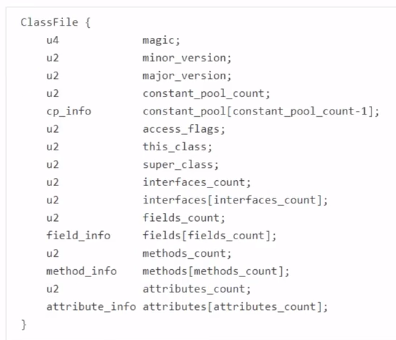 ClassFile {
u4 magic;
u2 minor_version;
u2 major_version;
u2 constant_pool_count;
cp_info constant_pool[constant_pool_count-1];
u2 access_flags;
u2 this_class;
u2 super_class;
u2 interfaces_count;
u2 interfaces[interfaces_count];
u2 fields_count;
field_info fields[fields_count];
u2 methods_count;
method_info methods[methods_count];
u2 attributes_count;
attribute_info attributes[attributes_count];
}